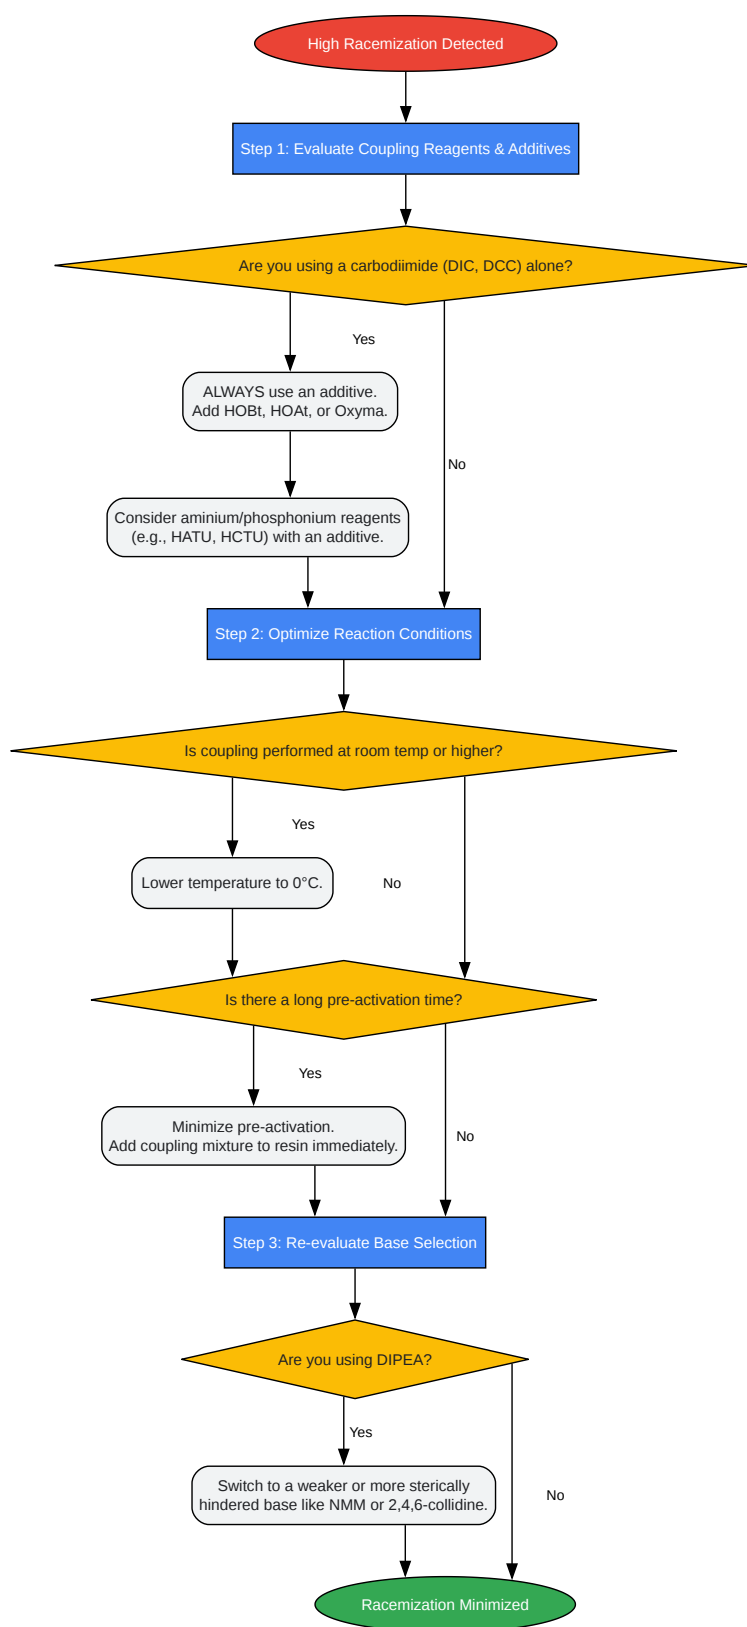 High Racemization Detected
Step 1: Evaluate Coupling Reagents & Additives
Are you using a carbodiimide (DIC, DCC) alone?
Yes
ALWAYS use an additive.
Add HOBt, HOAt, or Oxyma.
No
Consider aminium/phosphonium reagents
(e.g., HATU, HCTU) with an additive.
Step 2: Optimize Reaction Conditions
Is coupling performed at room temp or higher?
Yes
Lower temperature to 0°C.
No
Is there a long pre-activation time?
Yes
Minimize pre-activation.
Add coupling mixture to resin immediately.
No
Step 3: Re-evaluate Base Selection
Are you using DIPEA?
Yes
Switch to a weaker or more sterically
hindered base like NMM or 2,4,6-collidine.
No
Racemization Minimized